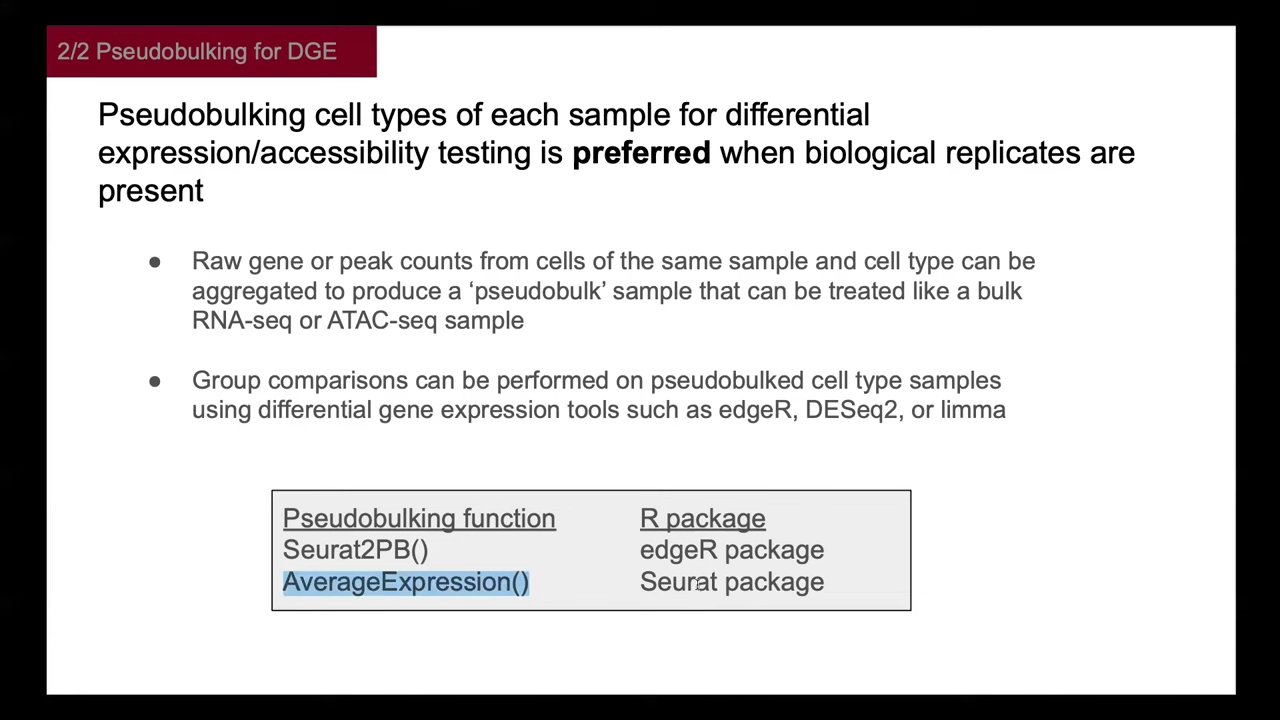 2/2 Pseudobulking for DGE
Pseudobulking cell types of each sample for differential
expression/accessibility testing is preferred when biological replicates are
present
● Raw gene or peak counts from cells of the same sample and cell type can be
aggregated to produce a ‘pseudobulk’ sample that can be treated like a bulk
RNA-seq or ATAC-seq sample
● Group comparisons can be performed on pseudobulked cell type samples
using differential gene expression tools such as edgeR, DESeq2, or limma
Pseudobulking function R package
Seurat2PB() edgeR package
AverageExpression() Seurat package